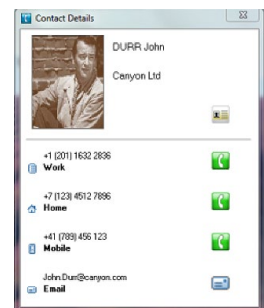 Contact Details
DURR John
Canyon Ltd
+1 (201) 1632 2836
Work
+7 (123) 4512 7896
Home
+41 (789) 456 123
Mobile
John.Durr@canyon.com
Email